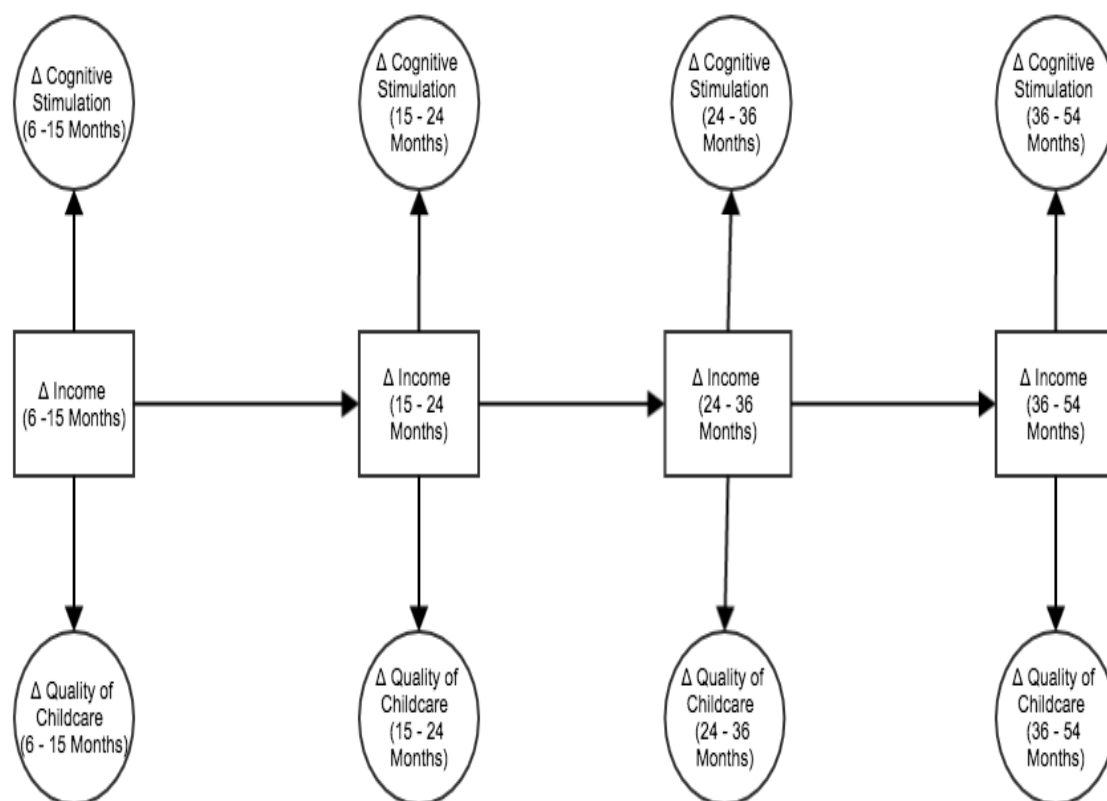 Δ Cognitive
Stimulation
(6 -15 Months)
Δ Cognitive
Stimulation
(15 - 24
Months)
Δ Cognitive
Stimulation
(24 - 36
Months)
Δ Cognitive
Stimulation
(36 - 54
Months)
Δ Income
(6 -15 Months)
Δ Income
(15 - 24
Months)
Δ Income
(24 - 36
Months)
Δ Income
(36 - 54
Months)
Δ Quality of
Childcare
(6 - 15 Months)
Δ Quality of
Childcare
(15 - 24
Months)
Δ Quality of
Childcare
(24 - 36
Months)
Δ Quality of
Childcare
(36 - 54
Months)